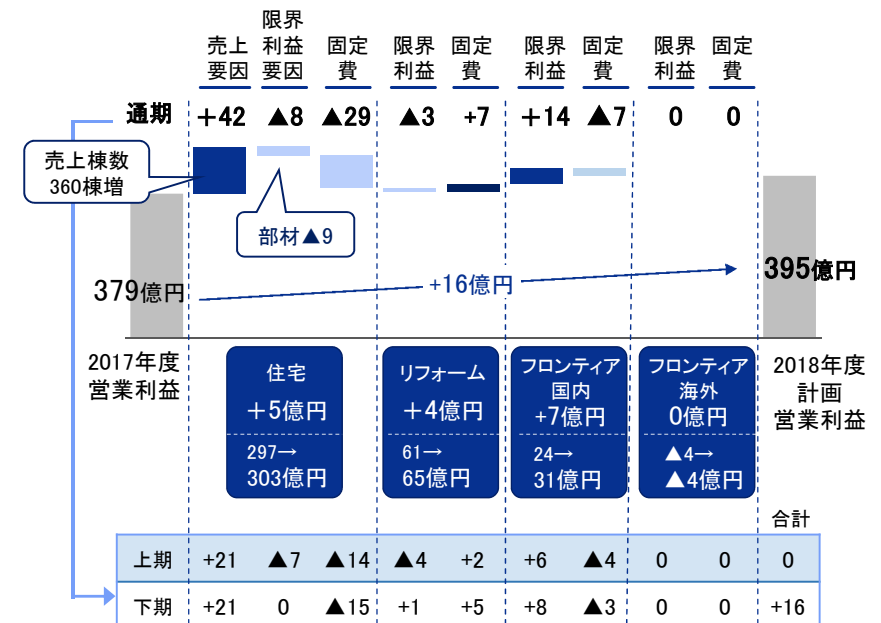 売上
要因
限界
利益
要因
固定
費
限界
利益
固定
費
限界
利益
固定
費
限界
利益
固定
費
通期 +42 ▲8 ▲29 ▲3 +7 +14 ▲7 0 0
売上棟数
360棟増
部材▲9
379億円
+16億円
395億円
2017年度
営業利益
住宅
+5億円
297→
303億円
リフォーム
+4億円
61→
65億円
フロンティア
国内
+7億円
24→
31億円
フロンティア
海外
0億円
▲4→
▲4億円
2018年度
計画
営業利益
合計
上期 +21 ▲7 ▲14 ▲4 +2 +6 ▲4 0 0 0
下期 +21 0 ▲15 +1 +5 +8 ▲3 0 0 +16